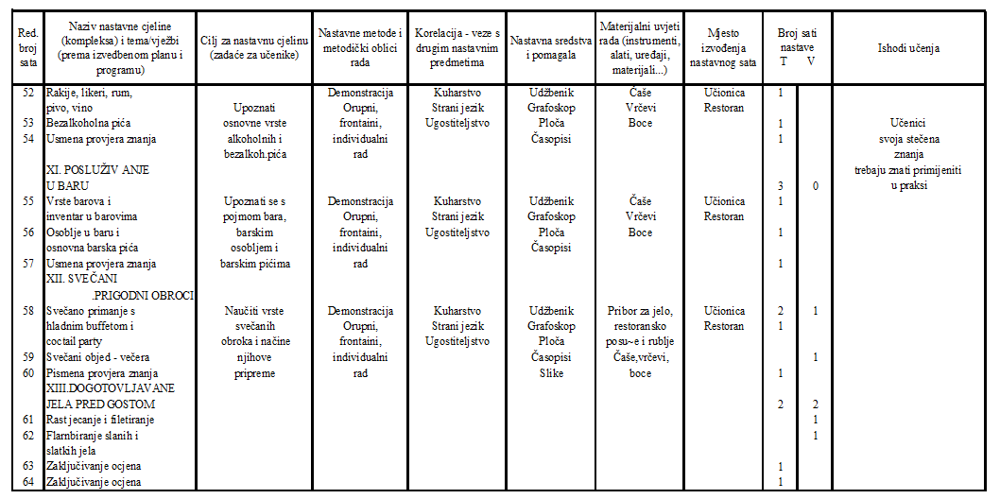 Red. broj sata | Naziv nastavne cjeline (kompleksa) i tema/vježbi (prema izvedbenom planu i programu) | Cilj za nastavnu cjelinu (zadaće za učenike) | Nastavne metode i metodički oblici rada | Korelacija - veze s drugim nastavnim predmetima | Nastavna sredstva i pomagala | Materijalni uvjeti rada (instrumenti, alati, uređaji, materijali...) | Mjesto izvođenja nastavnog sata | Broj sati nastave T V | Ishodi učenja
52 Rakije, likeri, rum, Demonstracija Kuharstvo Udžbenik Čaše Učionica 1
pivo, vino Upoznati Orupni, Strani jezik Grafoskop Vrčevi Restoran
53 Bezalkoholna pića osnovne vrste frontaini, Ugostiteljstvo Ploča Boce 1 Učenici
54 Usmena provjera znanja alkoholnih i individualni Časopisi 1 svoja stečena
bezalkoh.pića rad znanja
XI. POSLUŽIV ANJE trebaju znati primijeniti
U BARU 3 0 u praksi
55 Vrste barova i Upoznati se s Demonstracija Kuharstvo Udžbenik Čaše Učionica 1
inventar u barovima pojmom bara, Orupni, Strani jezik Grafoskop Vrčevi Restoran
56 Osoblje u baru i barskim frontaini, Ugostiteljstvo Ploča Boce 1
osnovna barska pića osobljem i individualni Časopisi
57 Usmena provjera znanja barskim pićima rad 1
XII. SVEČANI
.PRIGODNI OBROCI
58 Svečano primanje s Naučiti vrste Demonstracija Kuharstvo Udžbenik Pribor za jelo, Učionica 2 1
hladnim buffetom i svečanih Orupni, Strani jezik Grafoskop restoransko Restoran 1
coctail party obroka i načine frontaini, Ugostiteljstvo Ploča posu~e i rublje
59 Svečani objed - večera njihove individualni Časopisi Čaše,vrčevi, 1
60 Pismena provjera znanja pripreme rad Slike boce 1
XIII.DOGOTOVLJAVANE
JELA PRED GOSTOM 2 2
61 Rast jecanje i filetiranje 1
62 Flarnbiranje slanih i 1
slatkih jela
63 Zaključivanje ocjena 1
64 Zaključivanje ocjena 1